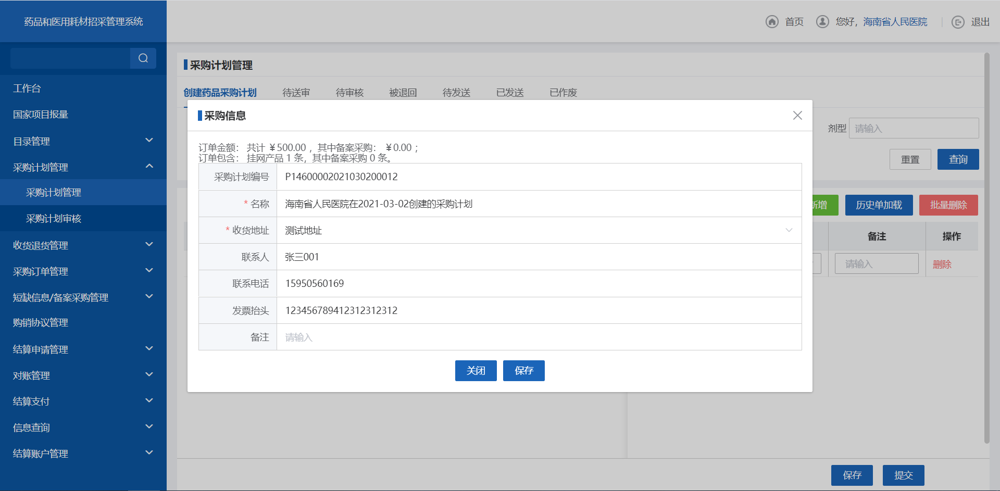 药品和医用耗材招采管理系统
首页
您好，海南省人民医院
退出
工作台
国家项目报量
目录管理
采购计划管理
采购计划管理
采购计划审核
收货退货管理
采购订单管理
短缺信息/备案采购管理
购销协议管理
结算申请管理
对账管理
结算支付
信息查询
结算账户管理
采购计划管理
创建药品采购计划
待送审
待审核
被退回
待发送
已发送
已作废
剂型
请输入
重置
查询
新增
历史单加载
批量删除
备注
操作
请输入
删除
采购信息
订单金额： 共计 ￥500.00 ，其中备案采购： ￥0.00 ；
订单包含： 挂网产品 1 条，其中备案采购 0 条。
采购计划编号 P14600002021030200012
* 名称 海南省人民医院在2021-03-02创建的采购计划
* 收货地址 测试地址
联系人 张三001
联系电话 15950560169
发票抬头 123456789412312312312
备注 请输入
关闭
保存
保存
提交